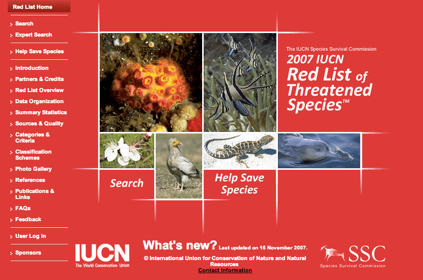 Red List Home
Search
Expert Search
Help Save Species
Introduction
Partners & Credits
Red List Overview
Data Organization
Summary Statistics
Sources & Quality
Categories &
Criteria
Classification
Schemes
Photo Gallery
References
Publications &
Links
FAQs
Feedback
User Log In
Sponsors
The IUCN Species Survival Commission
2007 IUCN
Red List of
Threatened
Species™
Search
Help Save
Species
IUCN
The World Conservation Union
What's new? Last updated on 16 November 2007.
© International Union for Conservation of Nature and Natural
Resources
Contact information
SSC
Species Survival Commission